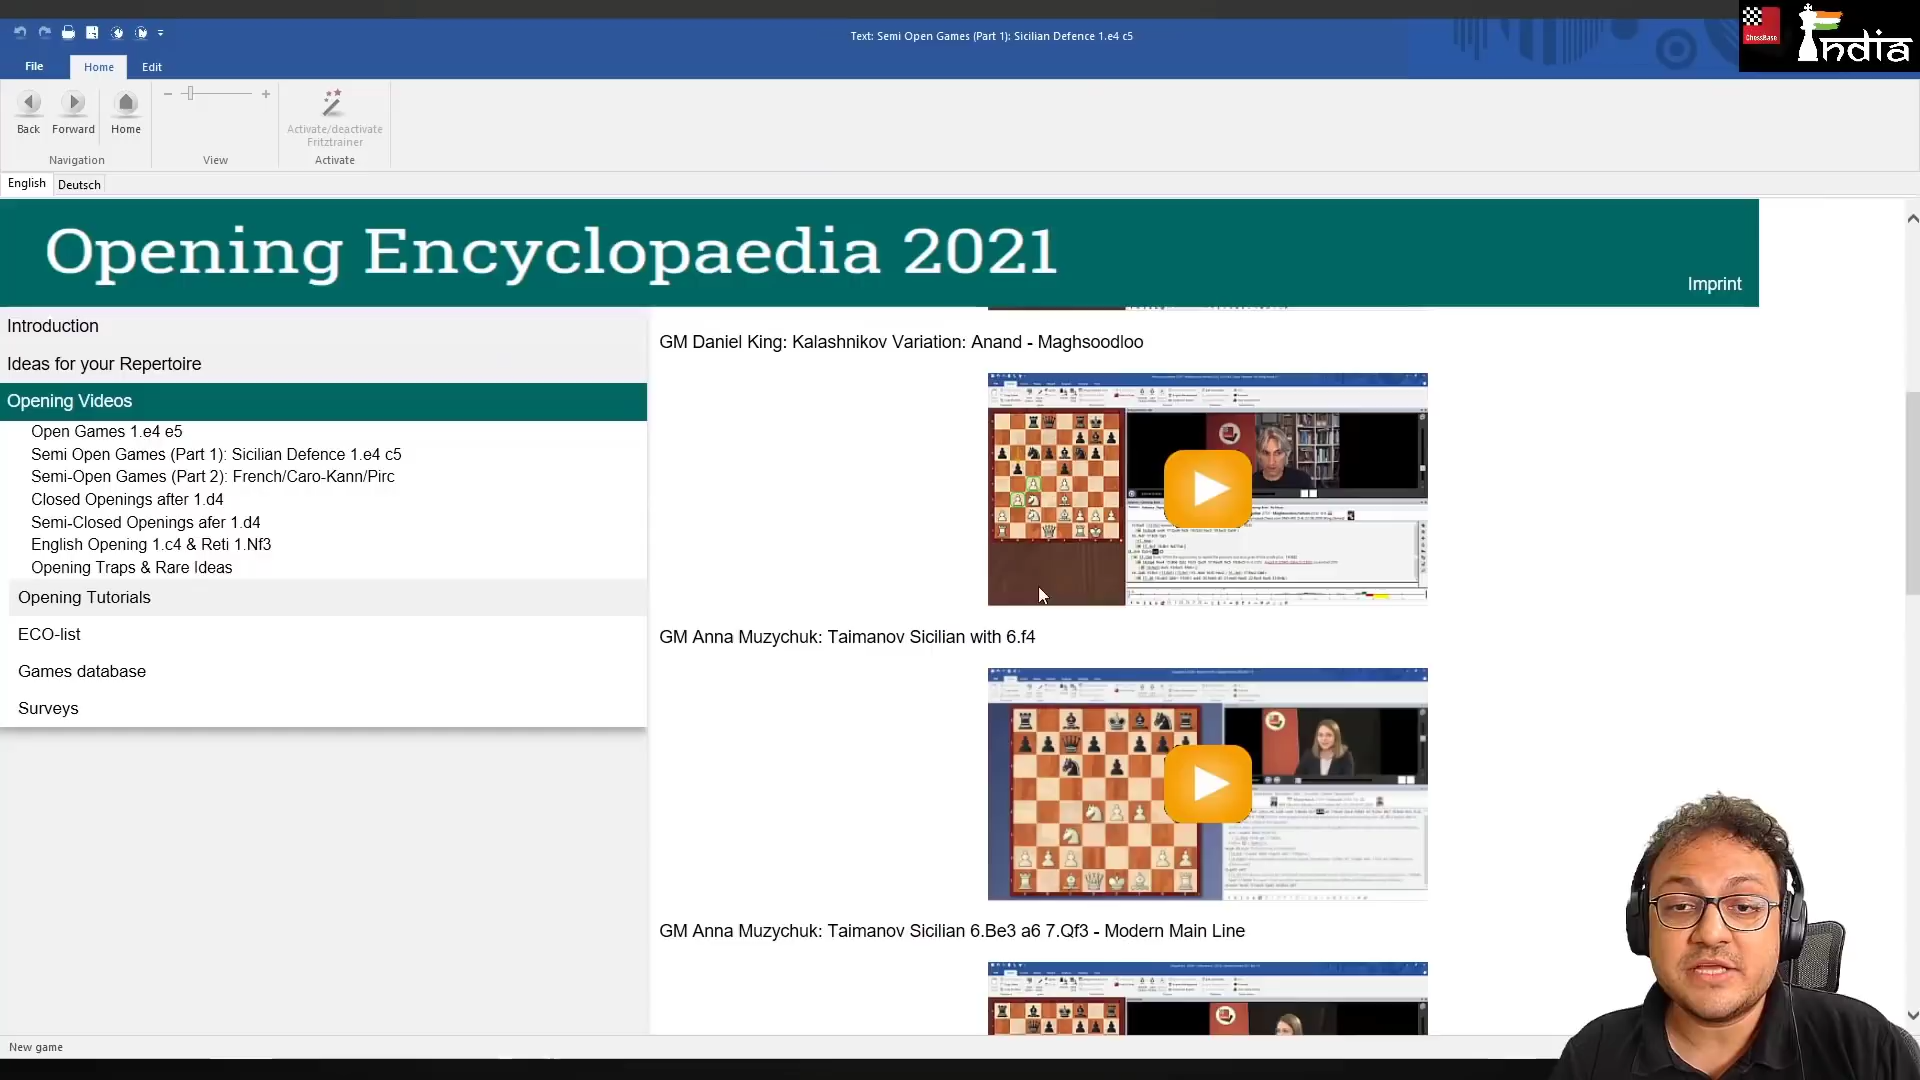 Text: Semi Open Games (Part 1): Sicilian Defence 1.e4 c5
ChessBase
India
File
Home
Edit
Back
Forward
Home
Activate/deactivate
Fritztrainer
Navigation
View
Activate
English
Deutsch
Opening Encyclopaedia 2021
Imprint
Introduction
Ideas for your Repertoire
Opening Videos
Open Games 1.e4 e5
Semi Open Games (Part 1): Sicilian Defence 1.e4 c5
Semi-Open Games (Part 2): French/Caro-Kann/Pirc
Closed Openings after 1.d4
Semi-Closed Openings afer 1.d4
English Opening 1.c4 & Reti 1.Nf3
Opening Traps & Rare Ideas
Opening Tutorials
ECO-list
Games database
Surveys
GM Daniel King: Kalashnikov Variation: Anand - Maghsoodloo
GM Anna Muzychuk: Taimanov Sicilian with 6.f4
GM Anna Muzychuk: Taimanov Sicilian 6.Be3 a6 7.Qf3 - Modern Main Line
New game